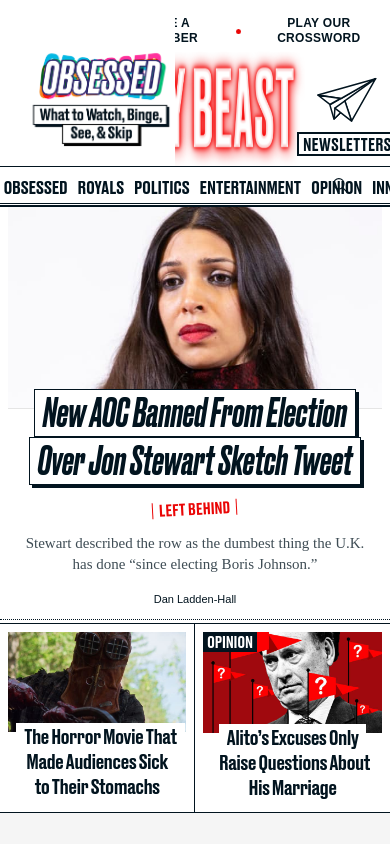 E A
BER
PLAY OUR
CROSSWORD
OBSESSED
What to Watch, Binge,
See, & Skip
Y BEAST
NEWSLETTERS
OBSESSED ROYALS POLITICS ENTERTAINMENT OPINION INN
New AOC Banned From Election
Over Jon Stewart Sketch Tweet
LEFT BEHIND
Stewart described the row as the dumbest thing the U.K.
has done “since electing Boris Johnson.”
Dan Ladden-Hall
The Horror Movie That
Made Audiences Sick
to Their Stomachs
OPINION
? ? ? ? ?
Alito’s Excuses Only
Raise Questions About
His Marriage